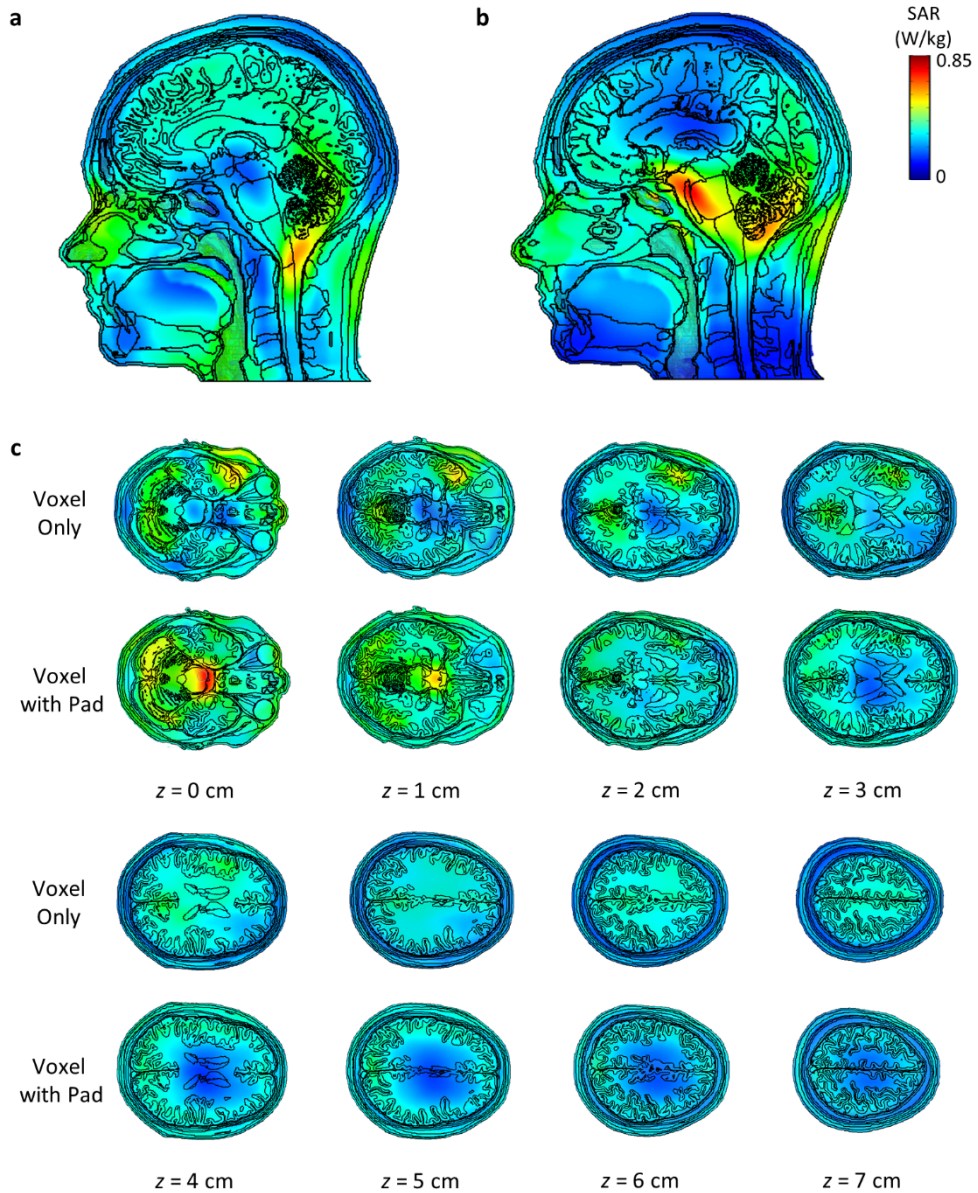 a
b
SAR
(W/kg)
0.85
0
c
Voxel
Only
Voxel
with Pad
z = 0 cm
z = 1 cm
z = 2 cm
z = 3 cm
Voxel
Only
Voxel
with Pad
z = 4 cm
z = 5 cm
z = 6 cm
z = 7 cm